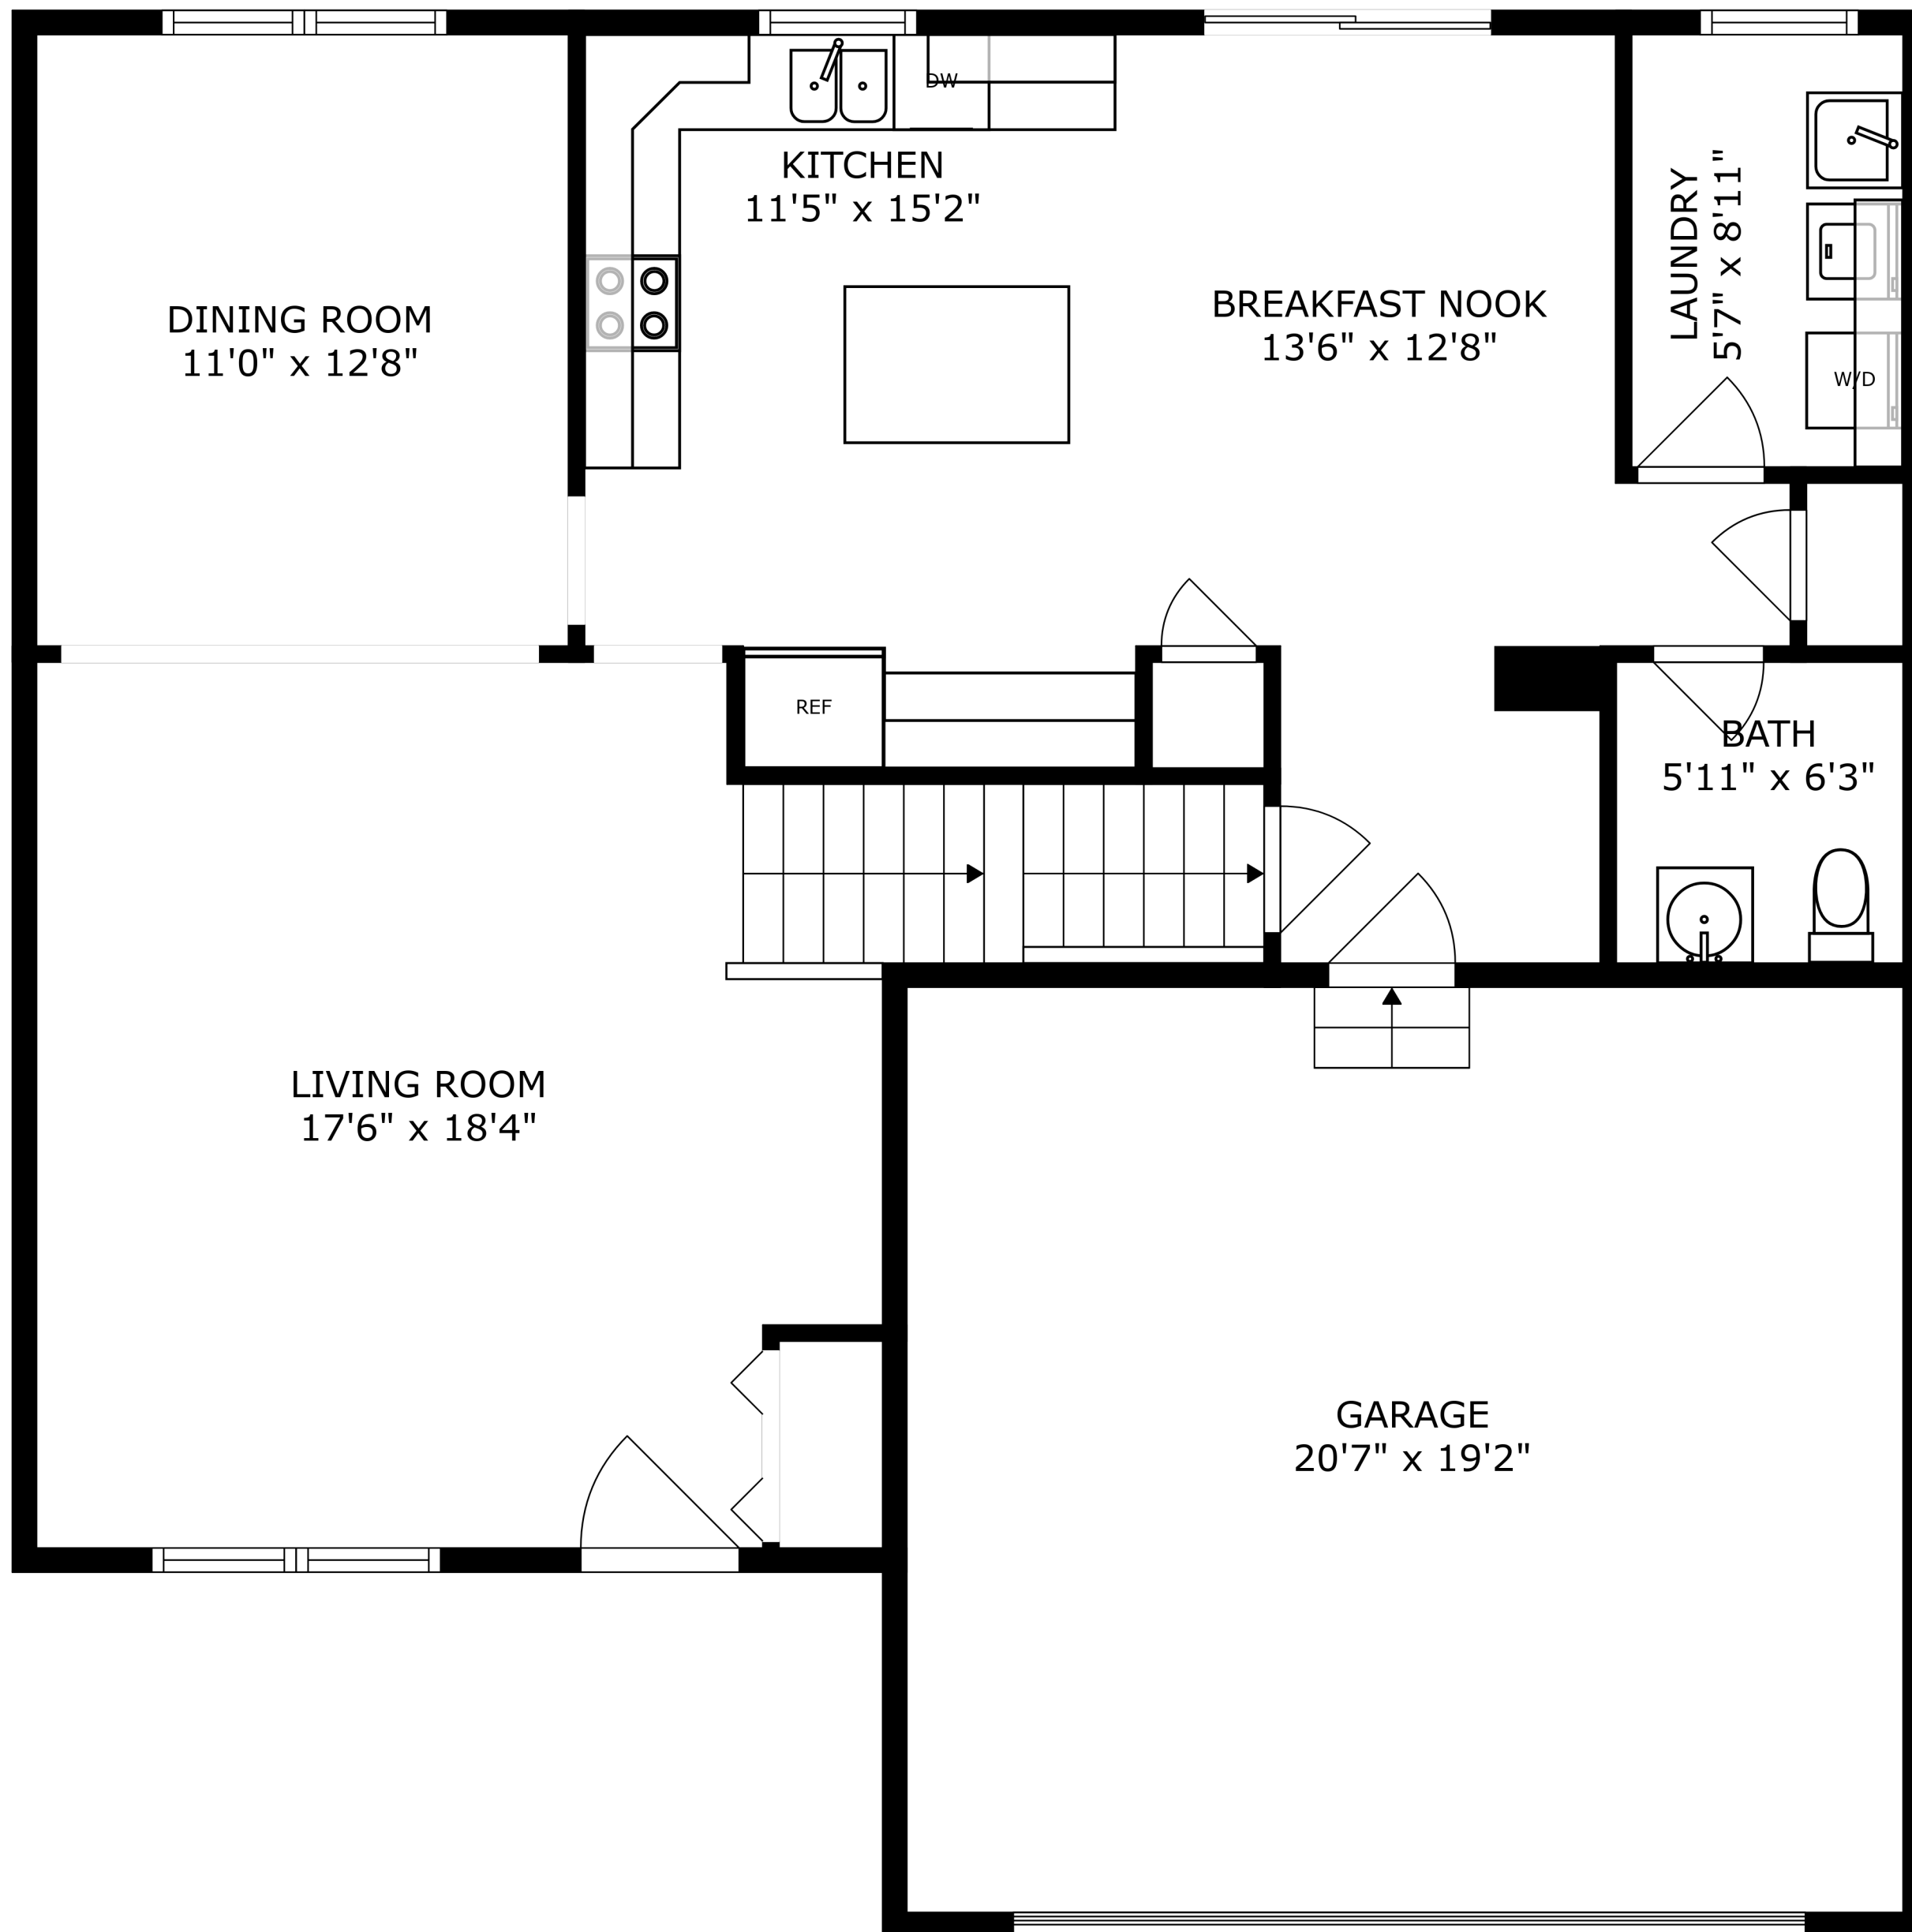 DW
KITCHEN
11'5" x 15'2"
LAUNDRY
5'7" x 8'11"
DINING ROOM
11'0" x 12'8"
BREAKFAST NOOK
13'6" x 12'8"
W/D
REF
BATH
5'11" x 6'3"
LIVING ROOM
17'6" x 18'4"
GARAGE
20'7" x 19'2"